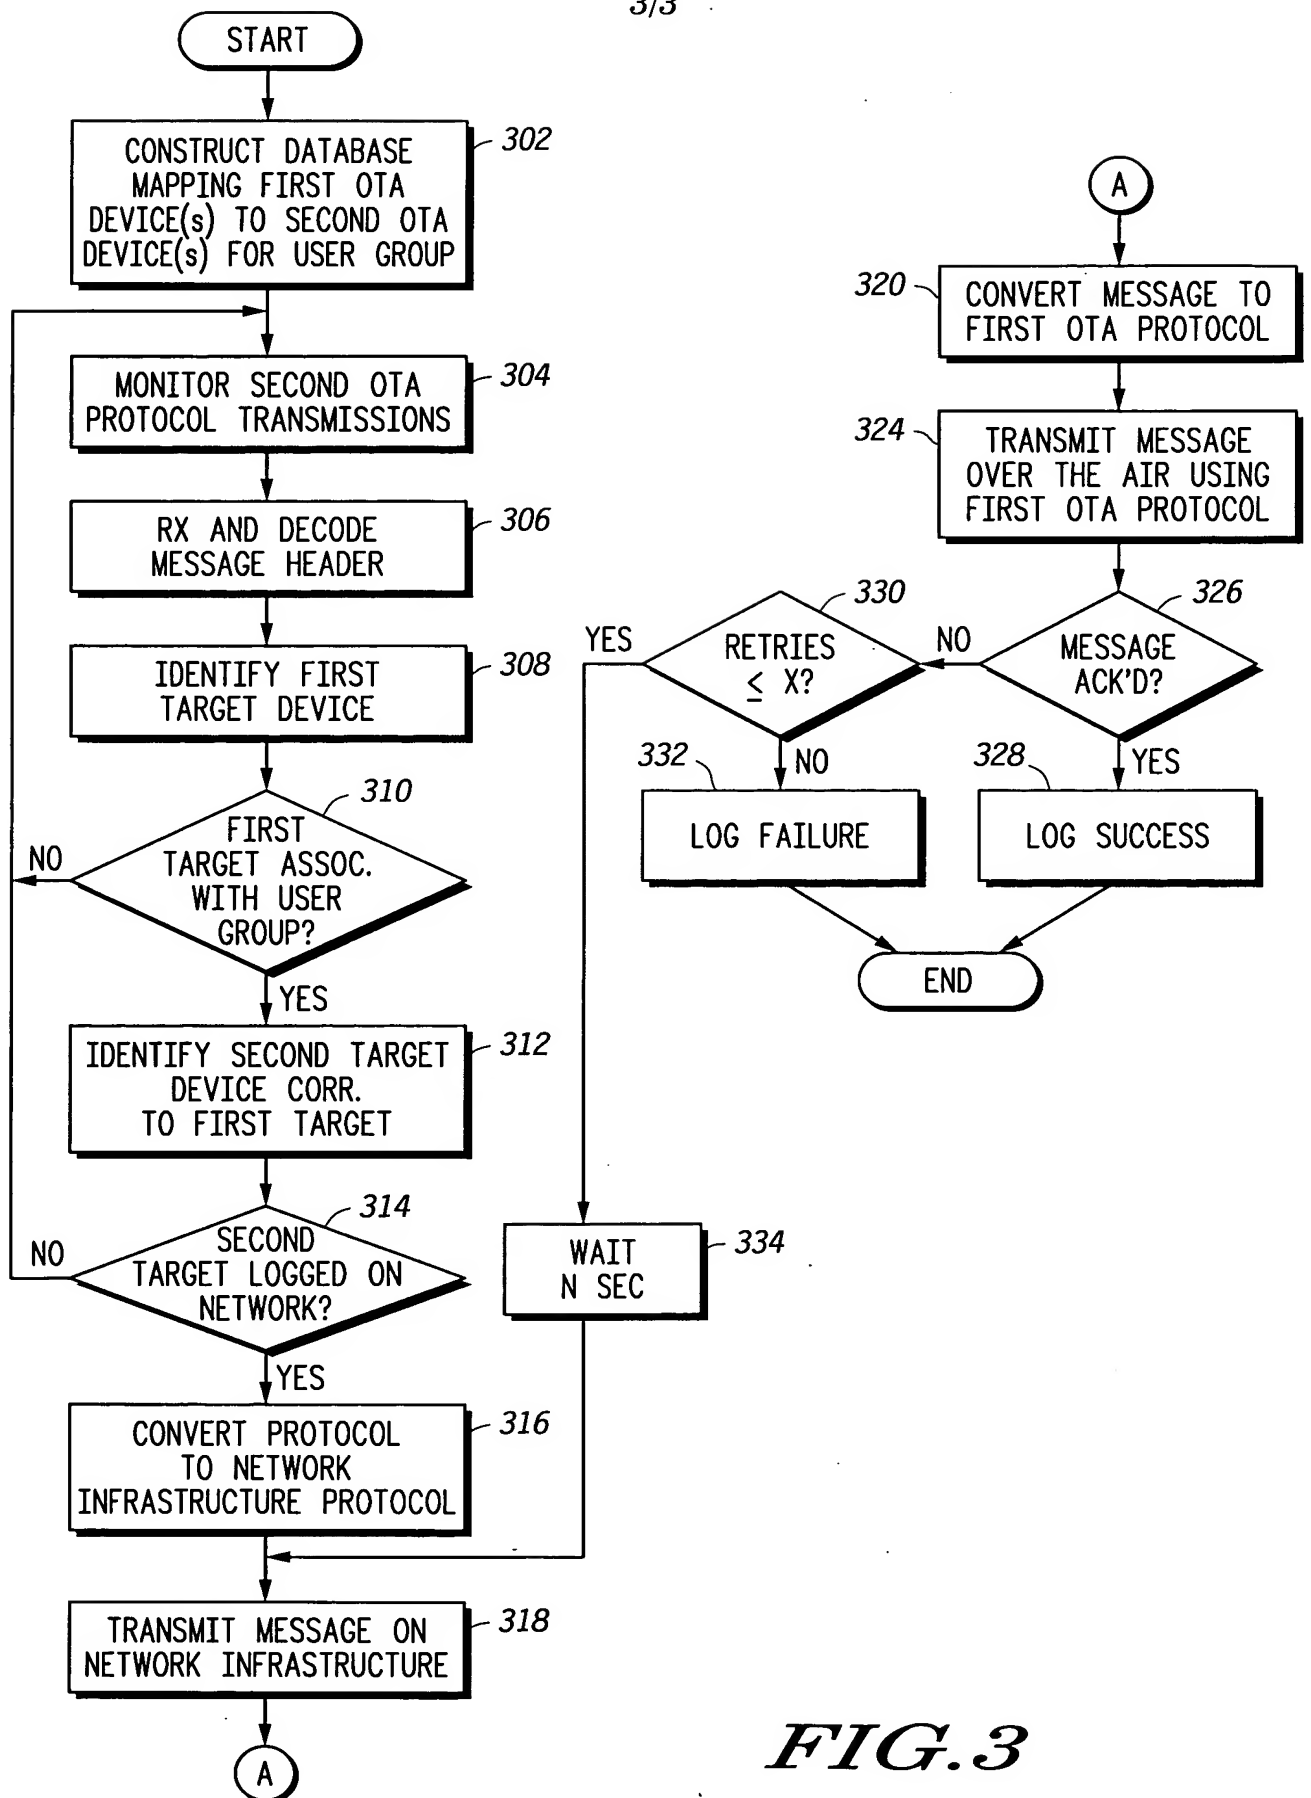 3/3
START
CONSTRUCT DATABASE
MAPPING FIRST OTA
DEVICE(s) TO SECOND OTA
DEVICE(s) FOR USER GROUP
302
MONITOR SECOND OTA
PROTOCOL TRANSMISSIONS
304
RX AND DECODE
MESSAGE HEADER
306
IDENTIFY FIRST
TARGET DEVICE
308
FIRST
TARGET ASSOC.
WITH USER
GROUP?
310
NO
YES
IDENTIFY SECOND TARGET
DEVICE CORR.
TO FIRST TARGET
312
SECOND
TARGET LOGGED ON
NETWORK?
314
NO
YES
CONVERT PROTOCOL
TO NETWORK
INFRASTRUCTURE PROTOCOL
316
TRANSMIT MESSAGE ON
NETWORK INFRASTRUCTURE
318
A
A
320
CONVERT MESSAGE TO
FIRST OTA PROTOCOL
324
TRANSMIT MESSAGE
OVER THE AIR USING
FIRST OTA PROTOCOL
326
MESSAGE
ACK'D?
NO
YES
330
RETRIES
≤ X?
YES
NO
332
LOG FAILURE
328
LOG SUCCESS
END
WAIT
N SEC
334
FIG.3